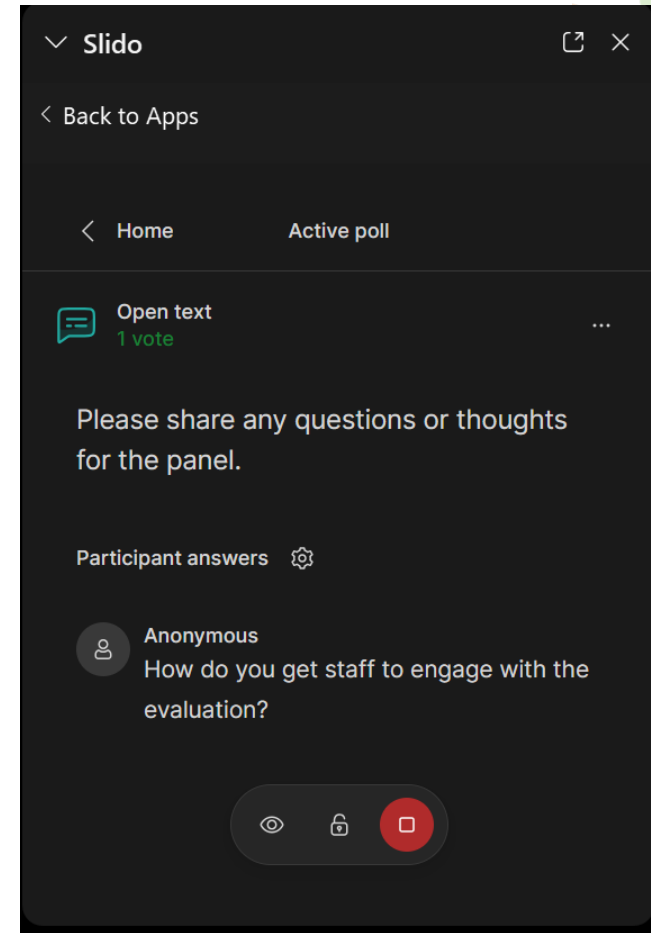 Slido
Back to Apps
Home
Active poll
Open text
1 vote
Please share any questions or thoughts
for the panel.
Participant answers
Anonymous
How do you get staff to engage with the
evaluation?